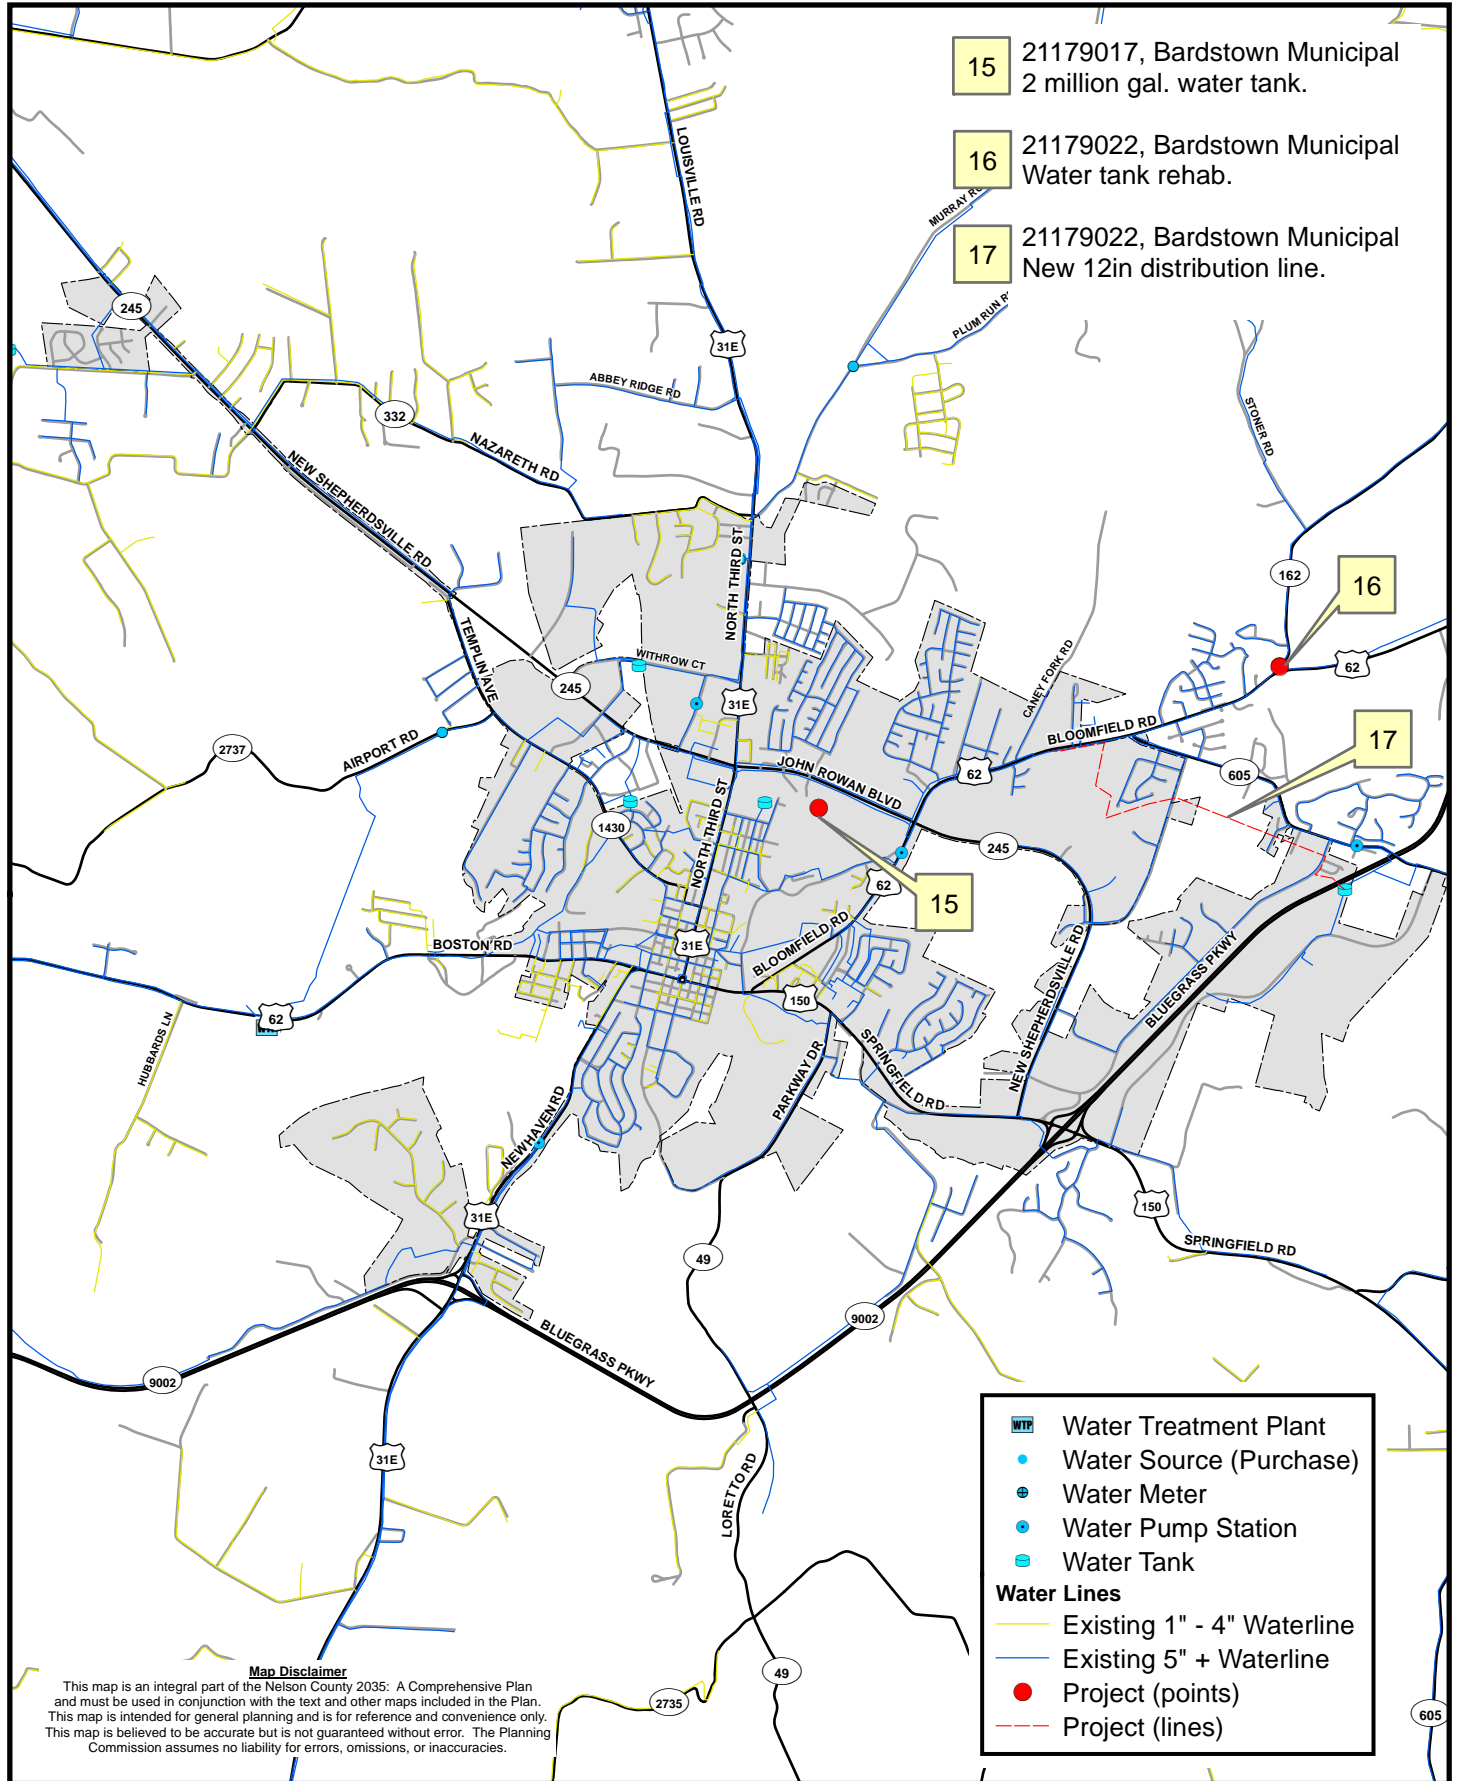 15
21179017, Bardstown Municipal
2 million gal. water tank.
16
21179022, Bardstown Municipal
Water tank rehab.
17
21179022, Bardstown Municipal
New 12in distribution line.
LOUISVILLE RD
MURRAY
PLUM RUN
245
31E
ABBEY RIDGE RD
332
NAZARETH RD
STONER RD
NEW SHEPHERDSVILLE RD
NORTH THIRD ST
162
16
TEMPLIN AVE
WITHROW CT
CANEY FORK RD
62
245
31E
BLOOMFIELD RD
17
AIRPORT RD
2737
JOHN ROWAN BLVD
62
605
1430
NORTH THIRD ST
245
62
15
BOSTON RD
31E
BLOOMFIELD RD
NEW SHEPHERDSVILLE RD
BLUEGRASS PKWY
150
62
HUBBARDS LN
SPRINGFIELD RD
PARKWAY DR
NEWHAVEN RD
31E
150
49
SPRINGFIELD RD
9002
BLUEGRASS PKWY
9002
31E
LORETTO RD
49
2735
605
WTP Water Treatment Plant
Water Source (Purchase)
Water Meter
Water Pump Station
Water Tank
Water Lines
Existing 1" - 4" Waterline
Existing 5" + Waterline
Project (points)
Project (lines)
Map Disclaimer
This map is an integral part of the Nelson County 2035: A Comprehensive Plan
and must be used in conjunction with the text and other maps included in the Plan.
This map is intended for general planning and is for reference and convenience only.
This map is believed to be accurate but is not guaranteed without error. The Planning
Commission assumes no liability for errors, omissions, or inaccuracies.